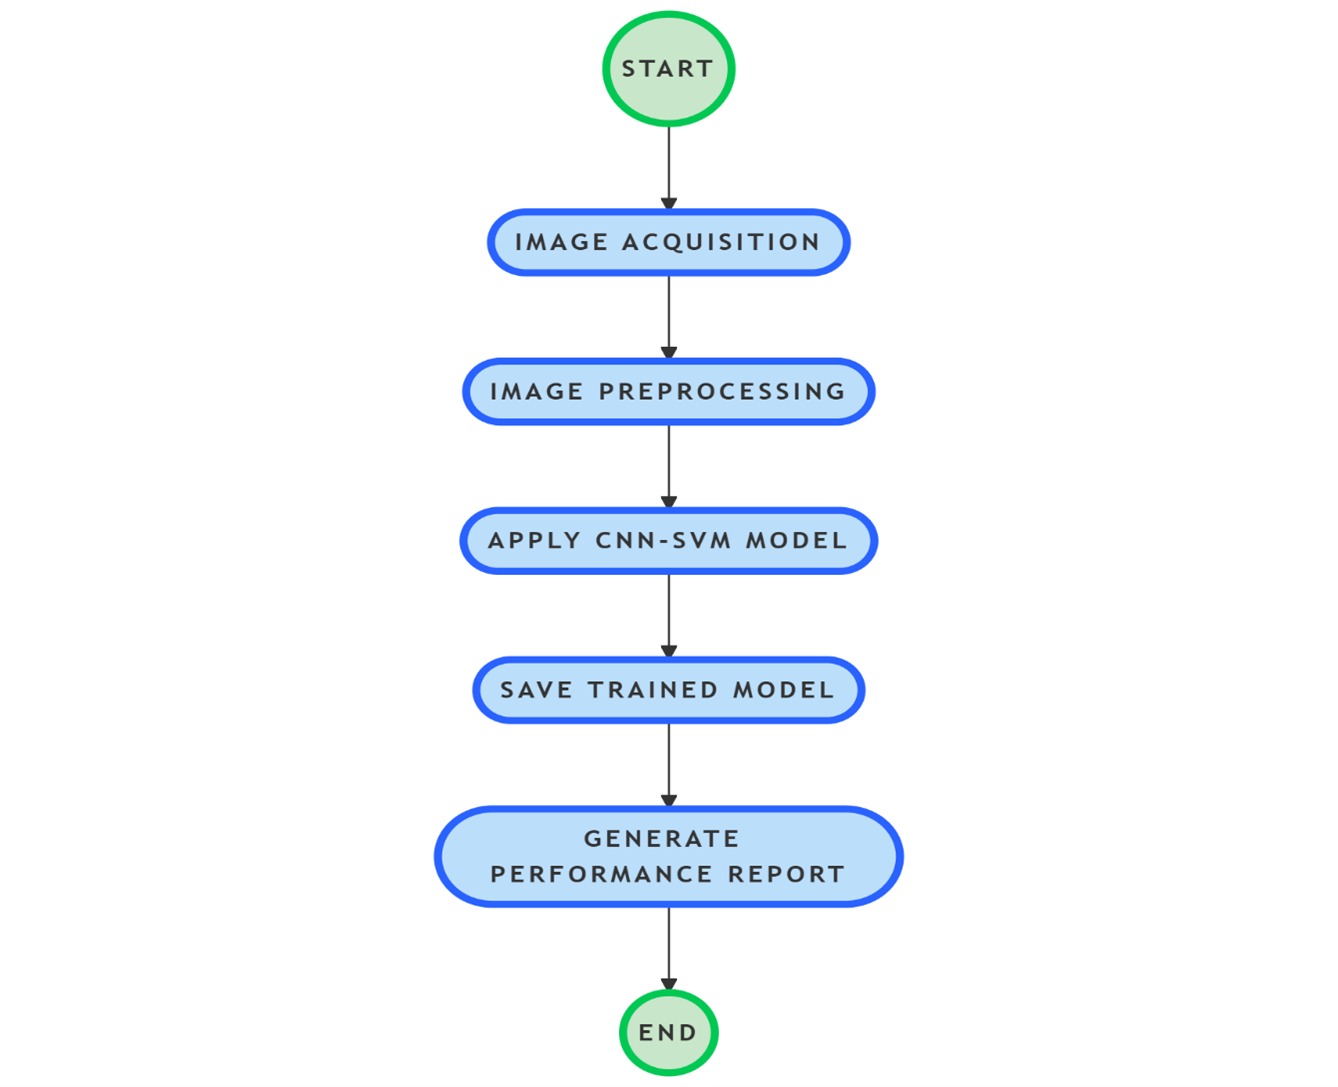 START
IMAGE ACQUISITION
IMAGE PREPROCESSING
APPLY CNN-SVM MODEL
SAVE TRAINED MODEL
GENERATE
PERFORMANCE REPORT
END